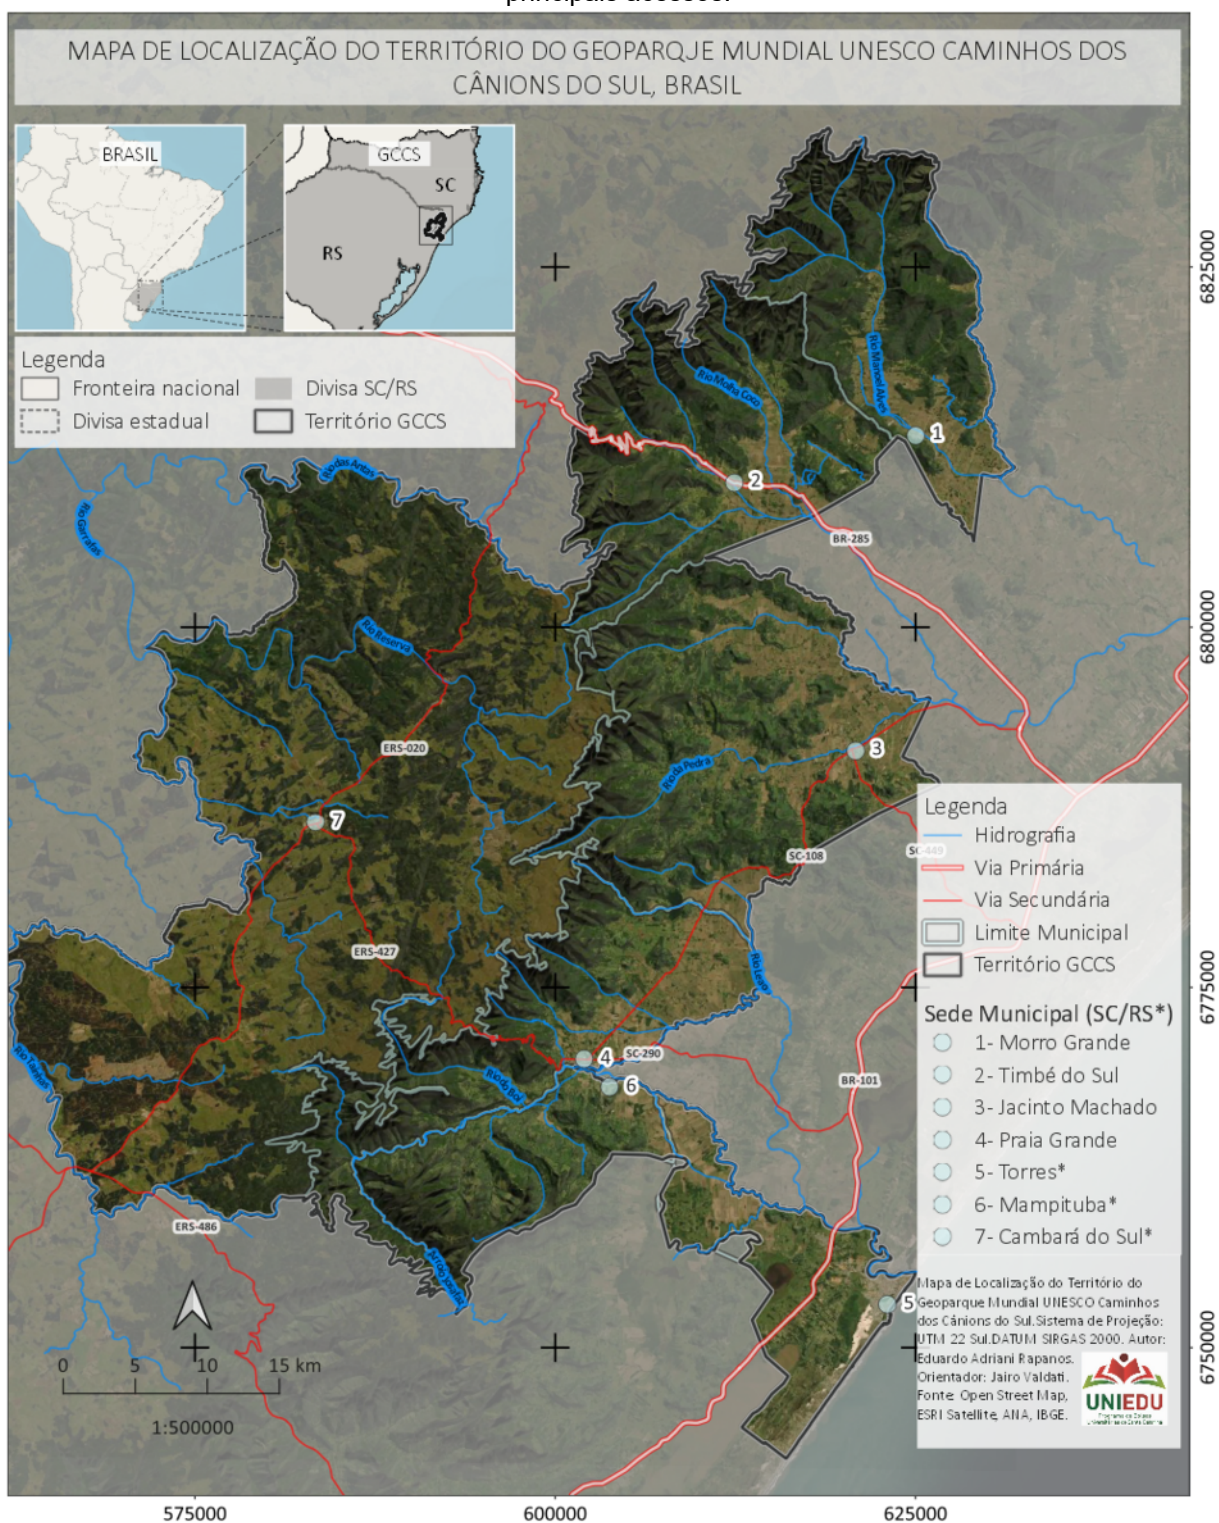 principais acessos.
MAPA DE LOCALIZAÇÃO DO TERRITÓRIO DO GEOPARQJE MUNDIAL UNESCO CAMINHOS DOS
CÂNIONS DO SUL, BRASIL
BRASIL
GCCS
SC
RS
Legenda
Fronteira nacional
Divisa SC/RS
Divisa estadual
Território GCCS
6825000
6800000
6775000
6750000
Rio Manoel Alves
Rio Molha Coco
1
2
Rio das Antas
Rio Garrafas
BR-285
Rio Reserva
ERS-020
3
Rio da Pedra
7
SC-108
SC-449
ERS-427
Rio Leão
Rio Tainhas
4
SC-290
6
Rio do Boi
BR-101
ERS-486
Arroio Josafaz
5
Legenda
Hidrografia
Via Primária
Via Secundária
Limite Municipal
Território GCCS
Sede Municipal (SC/RS*)
1- Morro Grande
2- Timbé do Sul
3- Jacinto Machado
4- Praia Grande
5- Torres*
6- Mampituba*
7- Cambará do Sul*
Mapa de Localização do Território do
Geoparque Mundial UNESCO Caminhos
dos Cânions do Sul.Sistema de Projeção:
UTM 22 Sul.DATUM SIRGAS 2000. Autor:
Eduardo Adriani Rapanos.
Orientador: Jairo Valdati.
Fonte: Open Street Map,
ESRI Satellite, ANA, IBGE.
UNIEDU
0 5 10 15 km
1:500000
575000 600000 625000